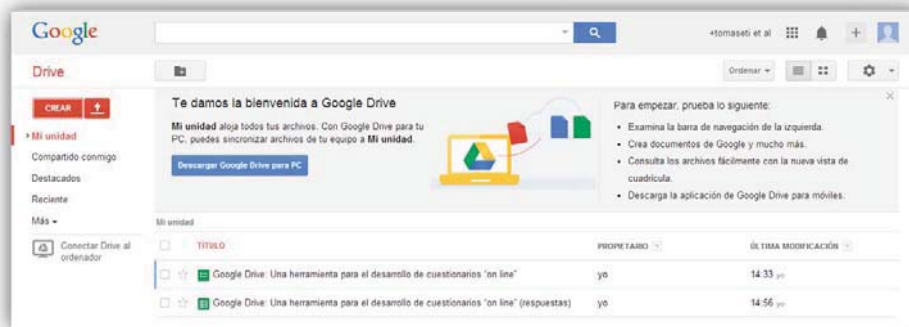 Google
+tomaseti et al
Drive
Ordenar
CREAR
Mi unidad
Compartido conmigo
Destacados
Reciente
Más
Conectar Drive al
ordenador
Te damos la bienvenida a Google Drive
Mi unidad aloja todos tus archivos. Con Google Drive para tu
PC, puedes sincronizar archivos de tu equipo a Mi unidad.
Descargar Google Drive para PC
Para empezar, prueba lo siguiente:
• Examina la barra de navegación de la izquierda.
• Crea documentos de Google y mucho más.
• Consulta los archivos fácilmente con la nueva vista de
cuadrícula.
• Descarga la aplicación de Google Drive para móviles.
Mi unidad
TÍTULO PROPIETARIO ÚLTIMA MODIFICACIÓN
Google Drive: Una herramienta para el desarrollo de cuestionarios "on line" yo 14:33 yo
Google Drive: Una herramienta para el desarrollo de cuestionarios "on line" (respuestas) yo 14:56 yo